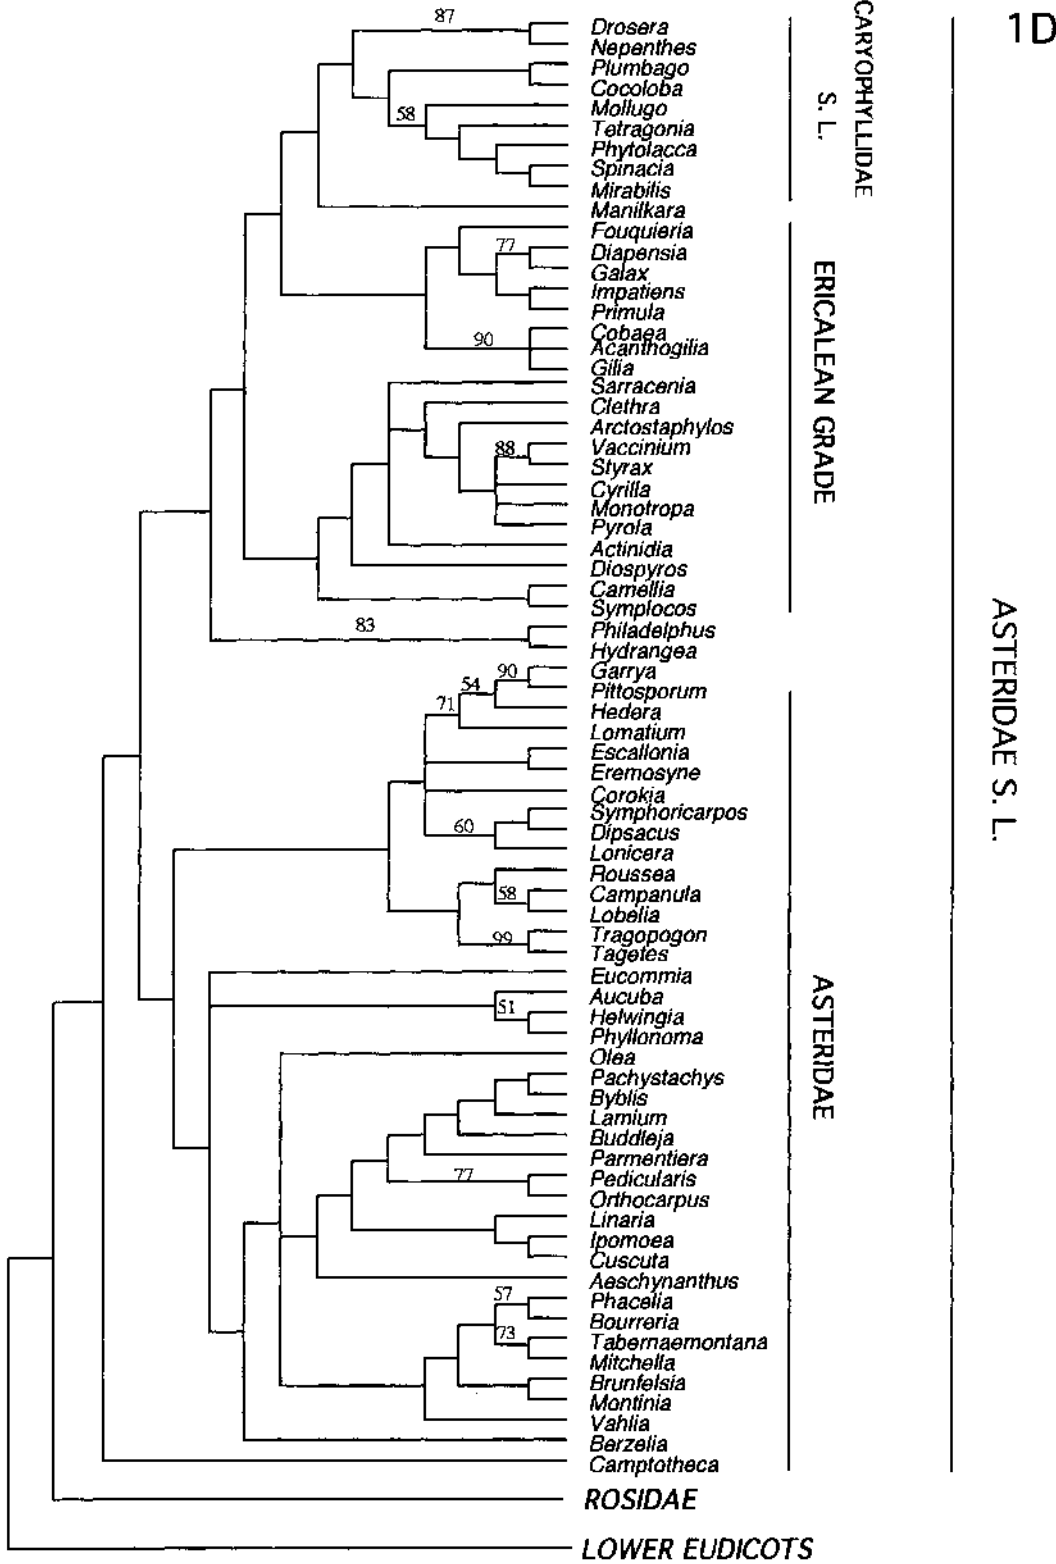 1D
87
Drosera
Nepenthes
Plumbago
Cocoloba
58
Mollugo
Tetragonia
Phytolacca
Spinacia
Mirabilis
Manilkara
Fouquieria
77
Diapensia
Galax
Impatiens
Primula
Cobaea
90
Acanthogilia
Gilia
Sarracenia
Clethra
Arctostaphylos
88
Vaccinium
Styrax
Cyrilla
Monotropa
Pyrola
Actinidia
Diospyros
Camellia
Symplocos
83
Philadelphus
Hydrangea
90
Garrya
54
Pittosporum
71
Hedera
Lomatium
Escallonia
Eremosyne
Corokia
Symphoricarpos
60
Dipsacus
Lonicera
Roussea
58
Campanula
Lobelia
99
Tragopogon
Tagetes
Eucommia
Aucuba
51
Helwingia
Phyllonoma
Olea
Pachystachys
Byblis
Lamium
Buddleja
Parmentiera
77
Pedicularis
Orthocarpus
Linaria
Ipomoea
Cuscuta
Aeschynanthus
57
Phacelia
Bourreria
73
Tabernaemontana
Mitchella
Brunfelsia
Montinia
Vahlia
Berzelia
Camptotheca
ROSIDAE
LOWER EUDICOTS
CARYOPHYLLIDAE
S. L.
ERICALEAN GRADE
ASTERIDAE
ASTERIDAE S. L.